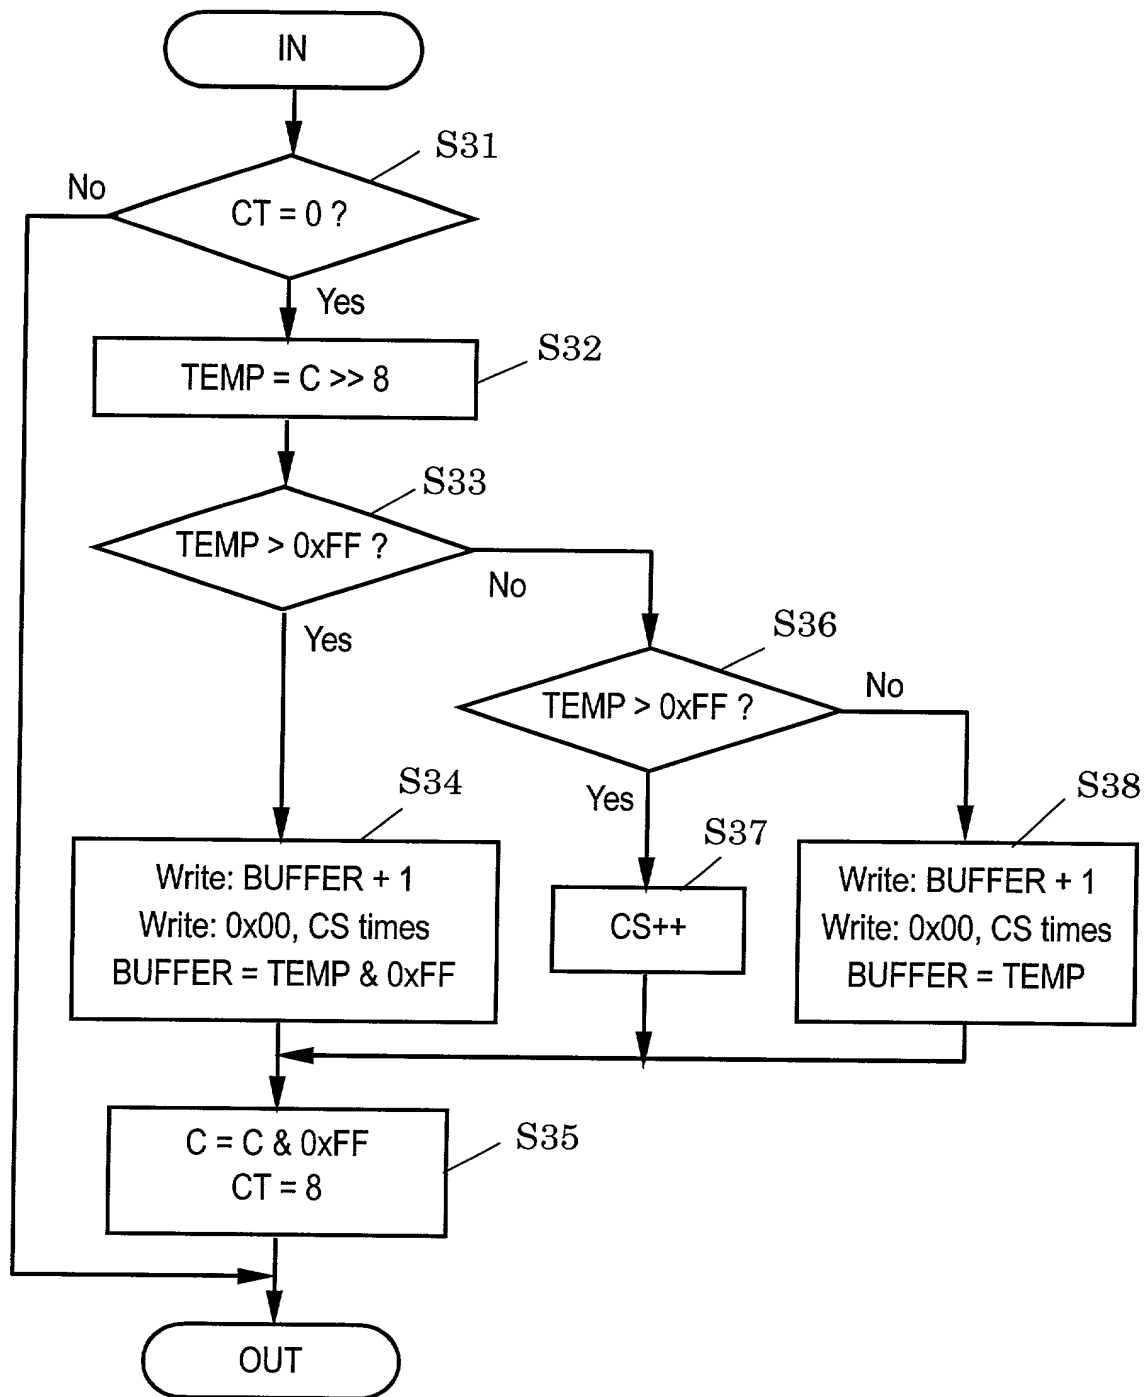 IN
S31
No
CT = 0 ?
Yes
S32
TEMP = C >> 8
S33
TEMP > 0xFF ?
No
Yes
S36
TEMP > 0xFF ?
No
Yes
S34
S37
S38
Write: BUFFER + 1
Write: 0x00, CS times
BUFFER = TEMP & 0xFF
CS++
Write: BUFFER + 1
Write: 0x00, CS times
BUFFER = TEMP
S35
C = C & 0xFF
CT = 8
OUT